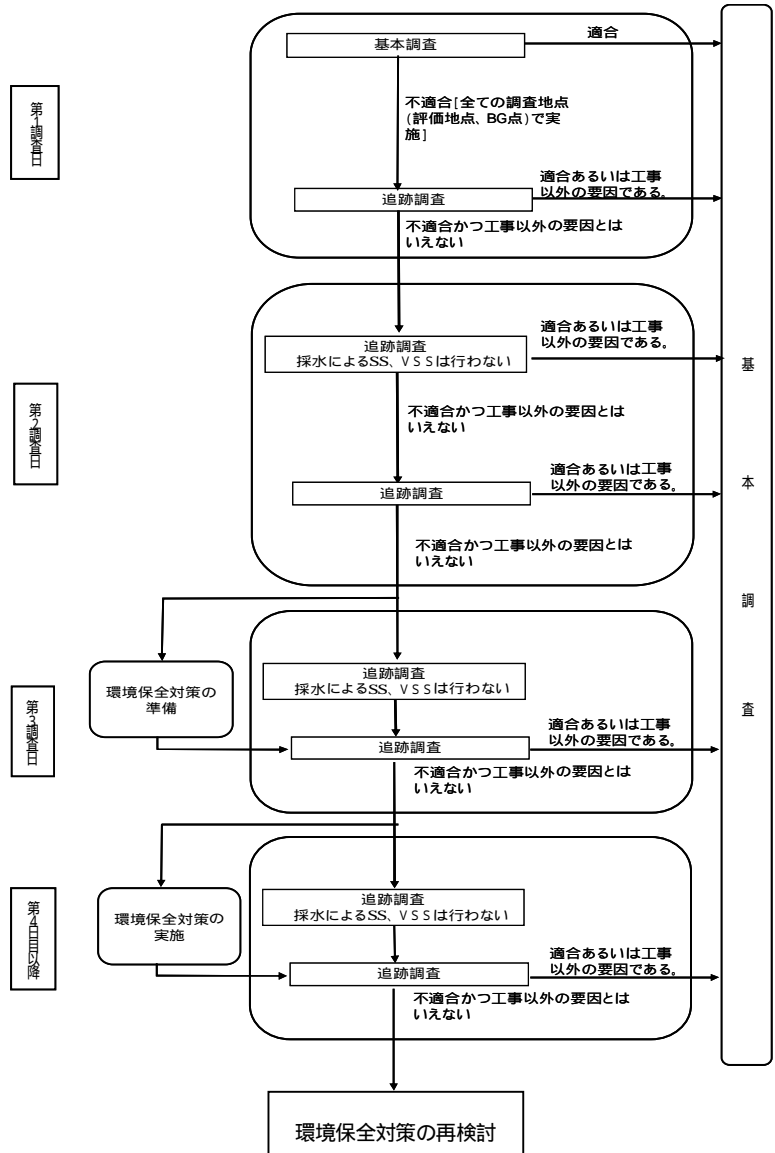 基本調査
適合
第1調査日
不適合[全ての調査地点
(評価地点、BG点)で実
施]
適合あるいは工事
以外の要因である。
追跡調査
不適合かつ工事以外の要因とは
いえない
追跡調査
採水によるSS、VSSは行わない
適合あるいは工事
以外の要因である。
第2調査日
不適合かつ工事以外の要因とは
いえない
追跡調査
適合あるいは工事
以外の要因である。
不適合かつ工事以外の要因とは
いえない
環境保全対策の
準備
第3調査日
追跡調査
採水によるSS、VSSは行わない
追跡調査
適合あるいは工事
以外の要因である。
不適合かつ工事以外の要因とは
いえない
環境保全対策の
実施
第4日目以降
追跡調査
採水によるSS、VSSは行わない
追跡調査
適合あるいは工事
以外の要因である。
不適合かつ工事以外の要因とは
いえない
環境保全対策の再検討
基本調査